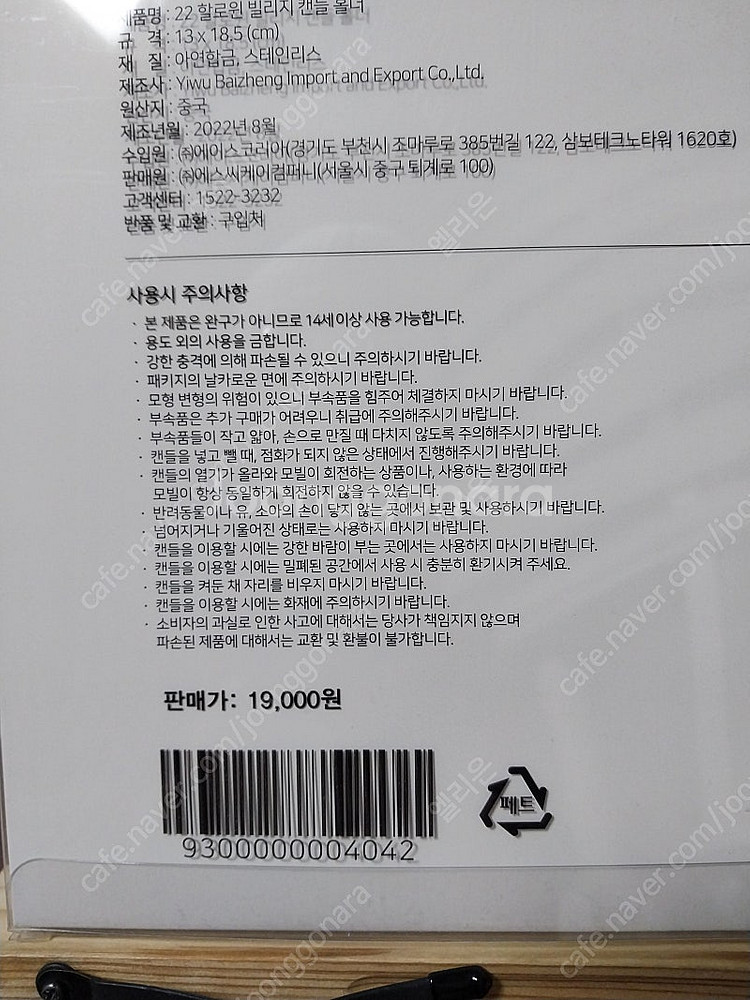 제품명 : 22 할로윈 빌리지 캔들 홀더
규 격 : 13 x 18.5 (cm)
재 질 : 아연합금, 스테인리스
제조사 : Yiwu Baizheng Import and Export Co.,Ltd.
원산지 : 중국
제조년월 : 2022년 8월
수입원 : ㈜에이스코리아(경기도 부천시 조마루로 385번길 122, 삼보테크노타워 1620호)
판매원 : ㈜에스씨케이컴퍼니(서울시 중구 퇴계로 100)
고객센터 : 1522-3232
반품 및 교환 : 구입처
사용시 주의사항
· 본 제품은 완구가 아니므로 14세이상 사용 가능합니다.
· 용도 외의 사용을 금합니다.
· 강한 충격에 의해 파손될 수 있으니 주의하시기 바랍니다.
· 패키지의 날카로운 면에 주의하시기 바랍니다.
· 모형 변형의 위험이 있으니 부속품을 힘주어 체결하지 마시기 바랍니다.
· 부속품은 추가 구매가 어려우니 취급에 주의해주시기 바랍니다.
· 부속품들이 작고 얇아, 손으로 만질 때 다치지 않도록 주의해주시기 바랍니다.
· 캔들을 넣고 뺄 때, 점화가 되지 않은 상태에서 진행해주시기 바랍니다.
· 캔들의 열기가 올라와 모빌이 회전하는 상품이나, 사용하는 환경에 따라
모빌이 항상 동일하게 회전하지 않을 수 있습니다.
· 반려동물이나 유, 소아의 손이 닿지 않는 곳에서 보관 및 사용하시기 바랍니다.
· 넘어지거나 기울어진 상태로는 사용하지 마시기 바랍니다.
· 캔들을 이용할 시에는 강한 바람이 부는 곳에서는 사용하지 마시기 바랍니다.
· 캔들을 이용할 시에는 밀폐된 공간에서 사용 시 충분히 환기시켜 주세요.
· 캔들을 켜둔 채 자리를 비우지 마시기 바랍니다.
· 캔들을 이용할 시에는 화재에 주의하시기 바랍니다.
· 소비자의 과실로 인한 사고에 대해서는 당사가 책임지지 않으며
파손된 제품에 대해서는 교환 및 환불이 불가합니다.
판매가: 19,000원
9300000004042
페트